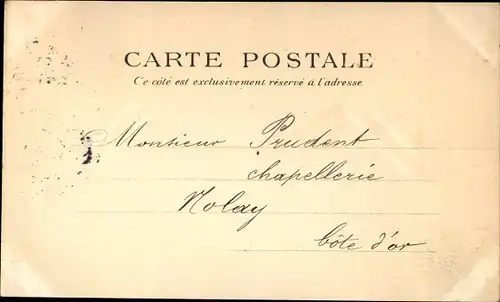 CARTE POSTALE
Ce côté est exclusivement réservé à l'adresse
Monsieur Prudent
chapellerie
Nolay
Côte d'or